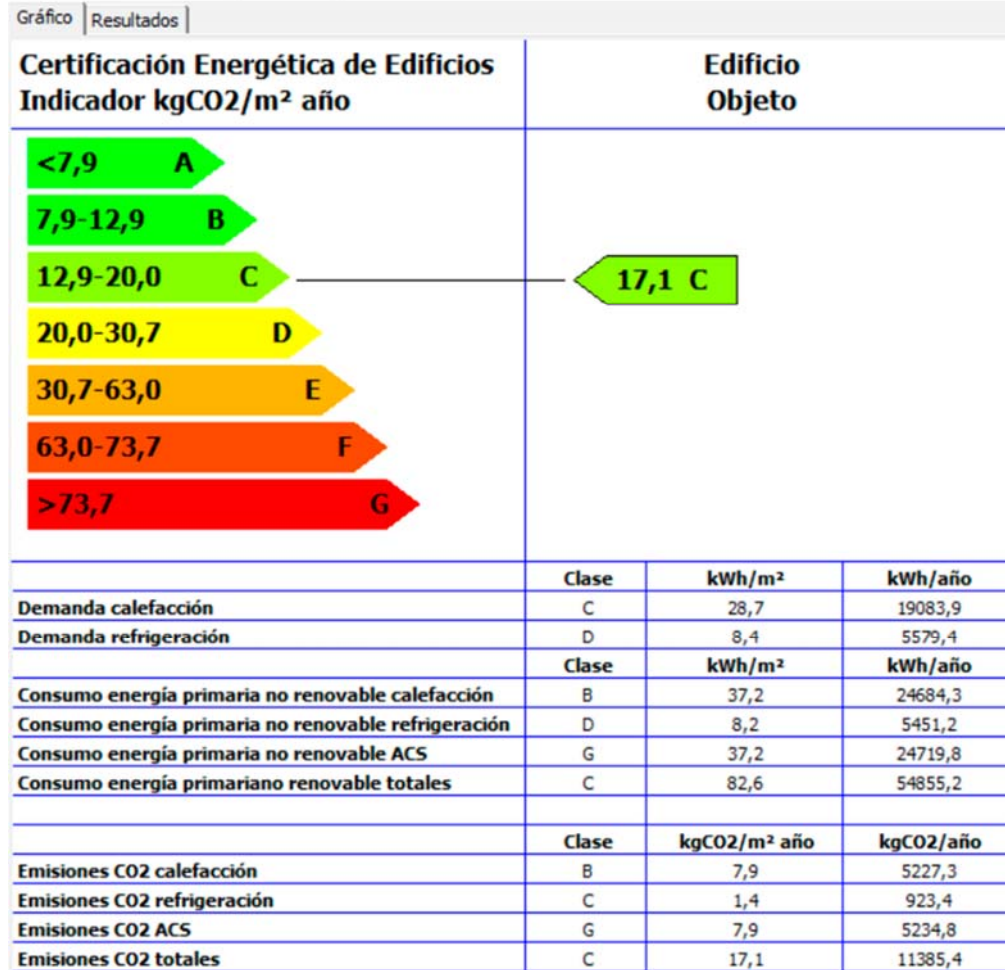 Gráfico Resultados
Certificación Energética de Edificios
Indicador kgCO2/m² año
Edificio
Objeto
<7,9 A
7,9-12,9 B
12,9-20,0 C
17,1 C
20,0-30,7 D
30,7-63,0 E
63,0-73,7 F
>73,7 G
Clase kWh/m² kWh/año
Demanda calefacción C 28,7 19083,9
Demanda refrigeración D 8,4 5579,4
Clase kWh/m² kWh/año
Consumo energía primaria no renovable calefacción B 37,2 24684,3
Consumo energía primaria no renovable refrigeración D 8,2 5451,2
Consumo energía primaria no renovable ACS G 37,2 24719,8
Consumo energía primariano renovable totales C 82,6 54855,2
Clase kgCO2/m² año kgCO2/año
Emisiones CO2 calefacción B 7,9 5227,3
Emisiones CO2 refrigeración C 1,4 923,4
Emisiones CO2 ACS G 7,9 5234,8
Emisiones CO2 totales C 17,1 11385,4